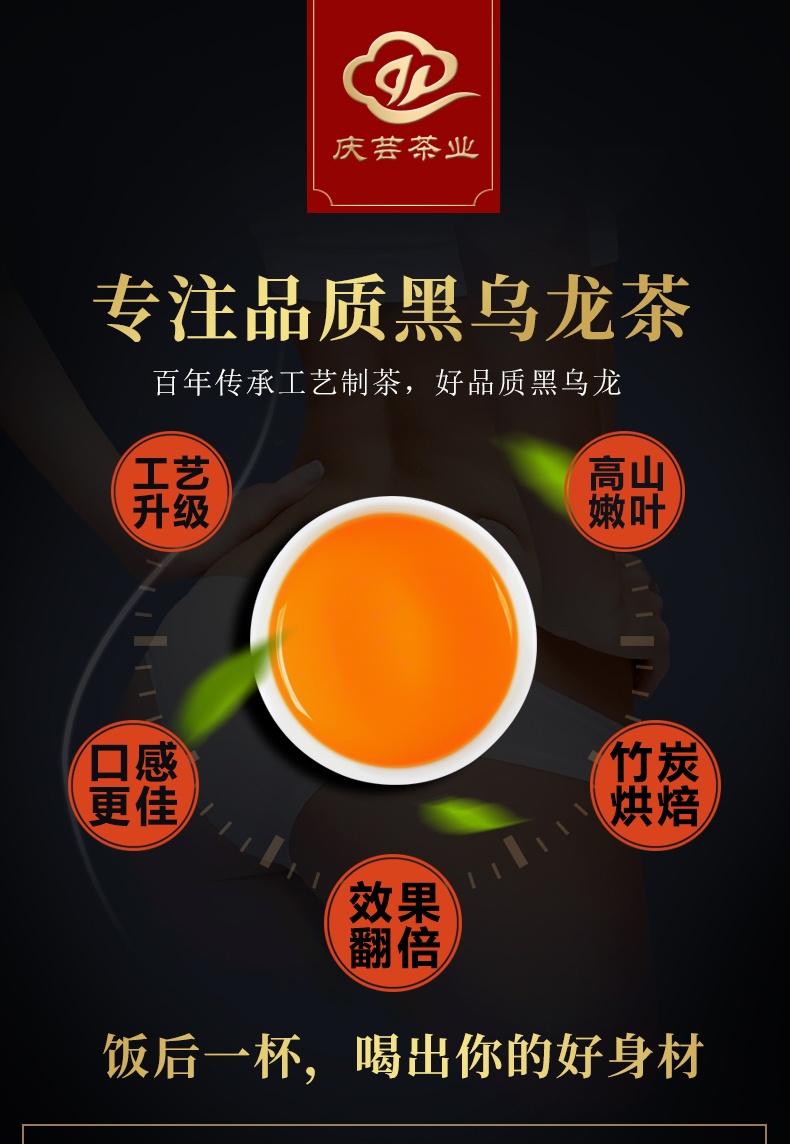 庆芸茶业
专注品质黑乌龙茶
百年传承工艺制茶，好品质黑乌龙
工艺
升级
高山
嫩叶
口感
更佳
竹炭
烘焙
效果
翻倍
饭后一杯，喝出你的好身材